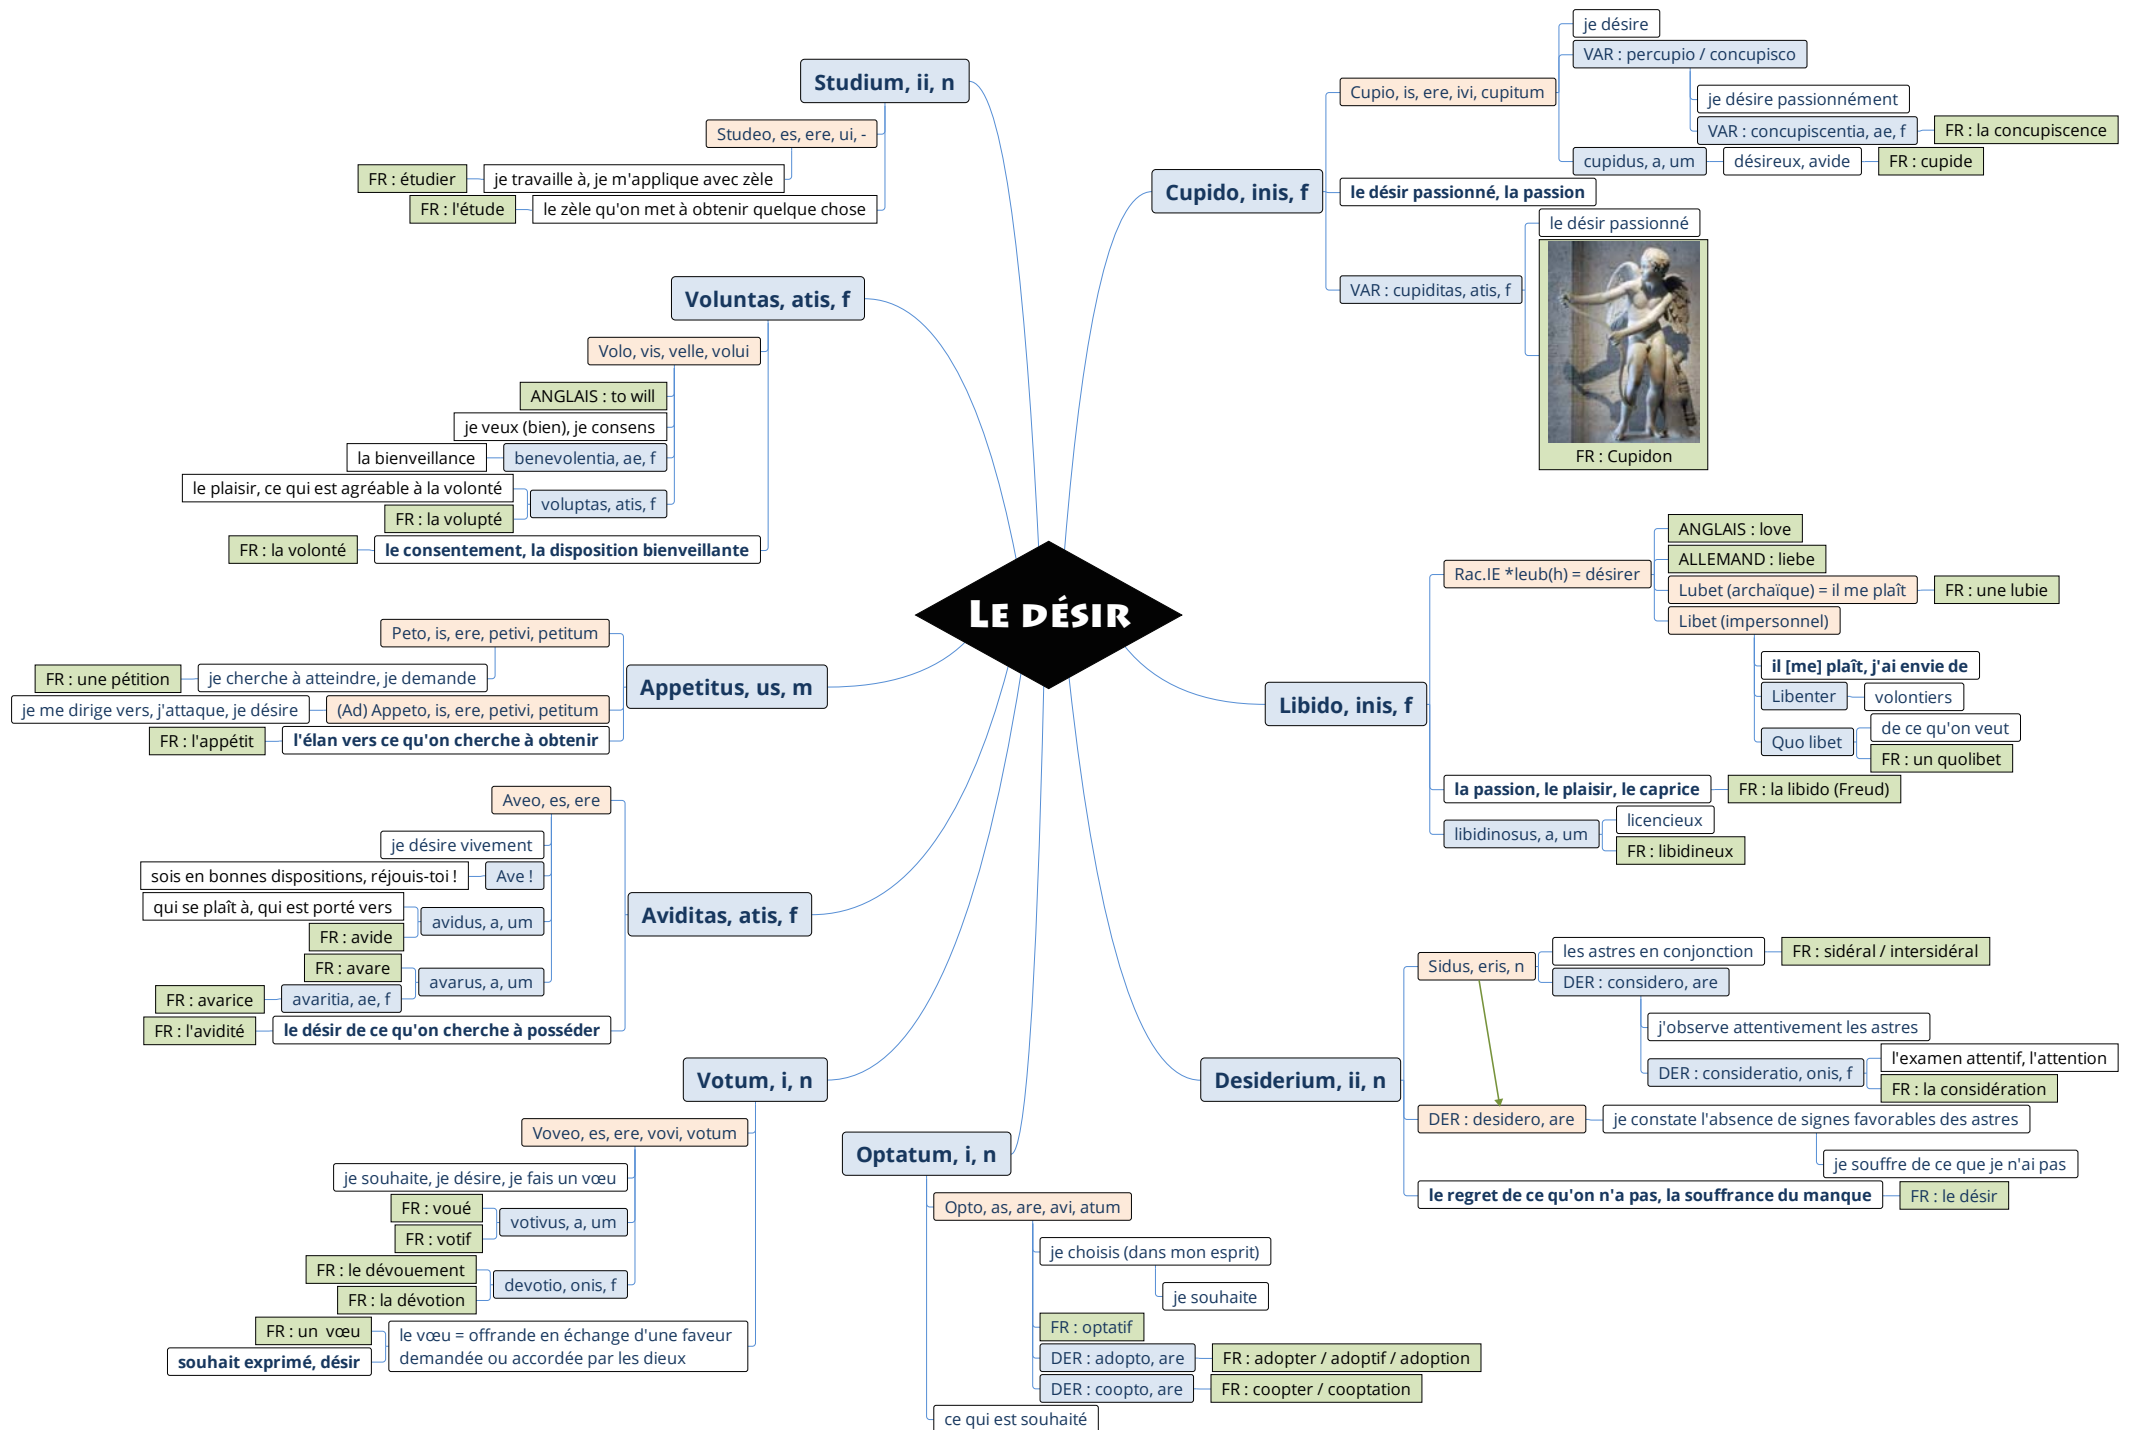 Le désir
Cupido, inis, f
Cupio, is, ere, ivi, cupitum
je désire
VAR : percupio / concupisco
je désire passionnément
VAR : concupiscentia, ae, f
FR : la concupiscence
cupidus, a, um
désireux, avide
FR : cupide
le désir passionné, la passion
VAR : cupiditas, atis, f
le désir passionné
FR : Cupidon
Libido, inis, f
Rac.IE *leub(h) = désirer
ANGLAIS : love
ALLEMAND : liebe
Lubet (archaïque) = il me plaît
FR : une lubie
Libet (impersonnel)
il [me] plaît, j'ai envie de
Libenter
volontiers
Quo libet
de ce qu'on veut
FR : un quolibet
la passion, le plaisir, le caprice
FR : la libido (Freud)
libidinosus, a, um
licencieux
FR : libidineux
Desiderium, ii, n
Sidus, eris, n
les astres en conjonction
FR : sidéral / intersidéral
DER : considero, are
j'observe attentivement les astres
DER : consideratio, onis, f
l'examen attentif, l'attention
FR : la considération
DER : desidero, are
je constate l'absence de signes favorables des astres
je souffre de ce que je n'ai pas
le regret de ce qu'on n'a pas, la souffrance du manque
FR : le désir
Optatum, i, n
Opto, as, are, avi, atum
je choisis (dans mon esprit)
je souhaite
FR : optatif
DER : adopto, are
FR : adopter / adoptif / adoption
DER : coopto, are
FR : coopter / cooptation
ce qui est souhaité
Studium, ii, n
Studeo, es, ere, ui, -
je travaille à, je m'applique avec zèle
FR : étudier
le zèle qu'on met à obtenir quelque chose
FR : l'étude
Voluntas, atis, f
Volo, vis, velle, volui
ANGLAIS : to will
je veux (bien), je consens
benevolentia, ae, f
la bienveillance
voluptas, atis, f
le plaisir, ce qui est agréable à la volonté
FR : la volupté
le consentement, la disposition bienveillante
FR : la volonté
Appetitus, us, m
Peto, is, ere, petivi, petitum
je cherche à atteindre, je demande
FR : une pétition
(Ad) Appeto, is, ere, petivi, petitum
je me dirige vers, j'attaque, je désire
l'élan vers ce qu'on cherche à obtenir
FR : l'appétit
Aviditas, atis, f
Aveo, es, ere
je désire vivement
Ave !
sois en bonnes dispositions, réjouis-toi !
avidus, a, um
qui se plaît à, qui est porté vers
FR : avide
avarus, a, um
FR : avare
avaritia, ae, f
FR : avarice
le désir de ce qu'on cherche à posséder
FR : l'avidité
Votum, i, n
Voveo, es, ere, vovi, votum
je souhaite, je désire, je fais un vœu
votivus, a, um
FR : voué
FR : votif
devotio, onis, f
FR : le dévouement
FR : la dévotion
le vœu = offrande en échange d'une faveur
demandée ou accordée par les dieux
FR : un vœu
souhait exprimé, désir